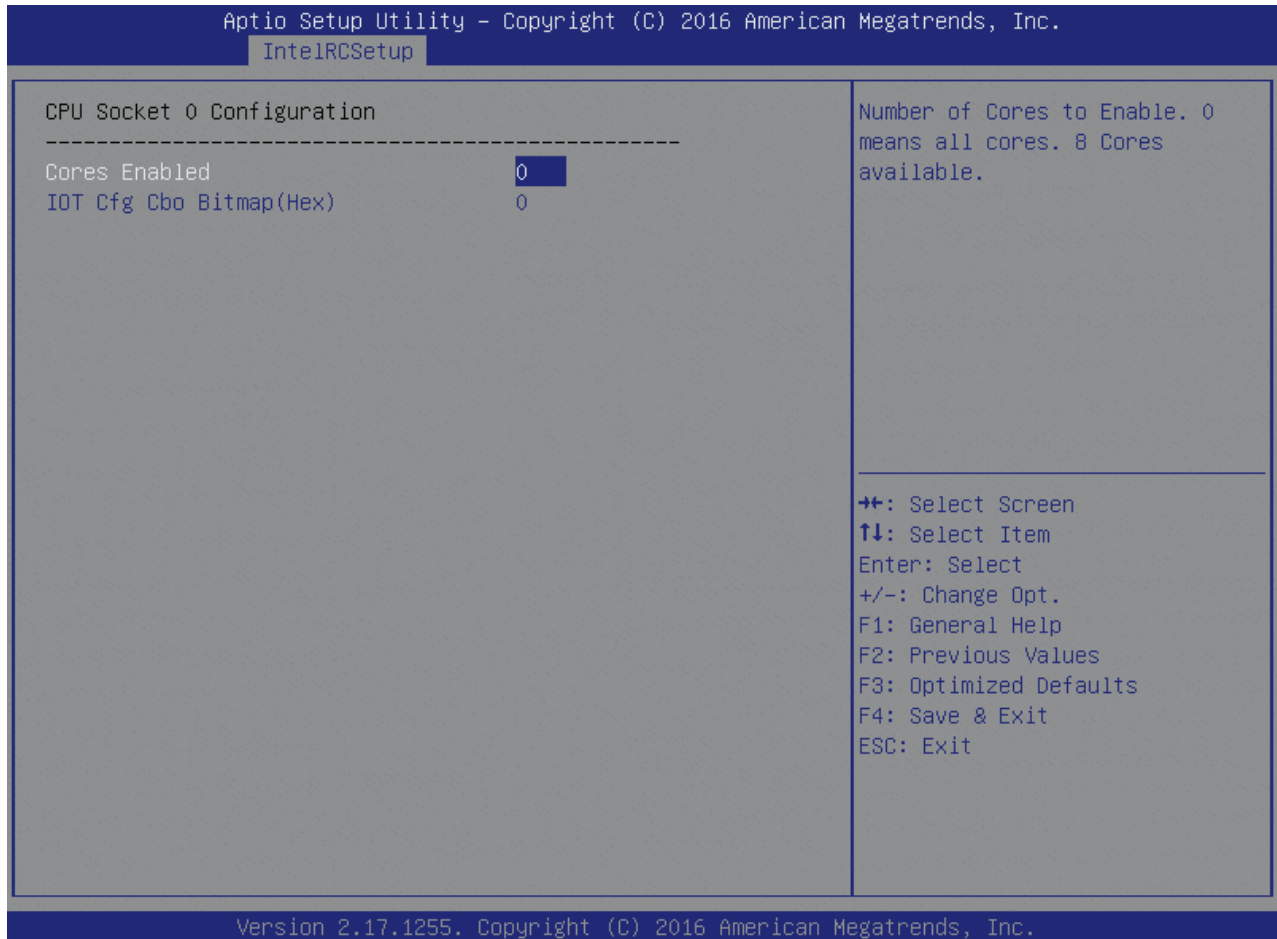 Aptio Setup Utility – Copyright (C) 2016 American Megatrends, Inc.
IntelRCSetup
CPU Socket 0 Configuration
--------------------------------------------------
Cores Enabled 0
IOT Cfg Cbo Bitmap(Hex) 0
Number of Cores to Enable. 0
means all cores. 8 Cores
available.
→←: Select Screen
↑↓: Select Item
Enter: Select
+/-: Change Opt.
F1: General Help
F2: Previous Values
F3: Optimized Defaults
F4: Save & Exit
ESC: Exit
Version 2.17.1255. Copyright (C) 2016 American Megatrends, Inc.